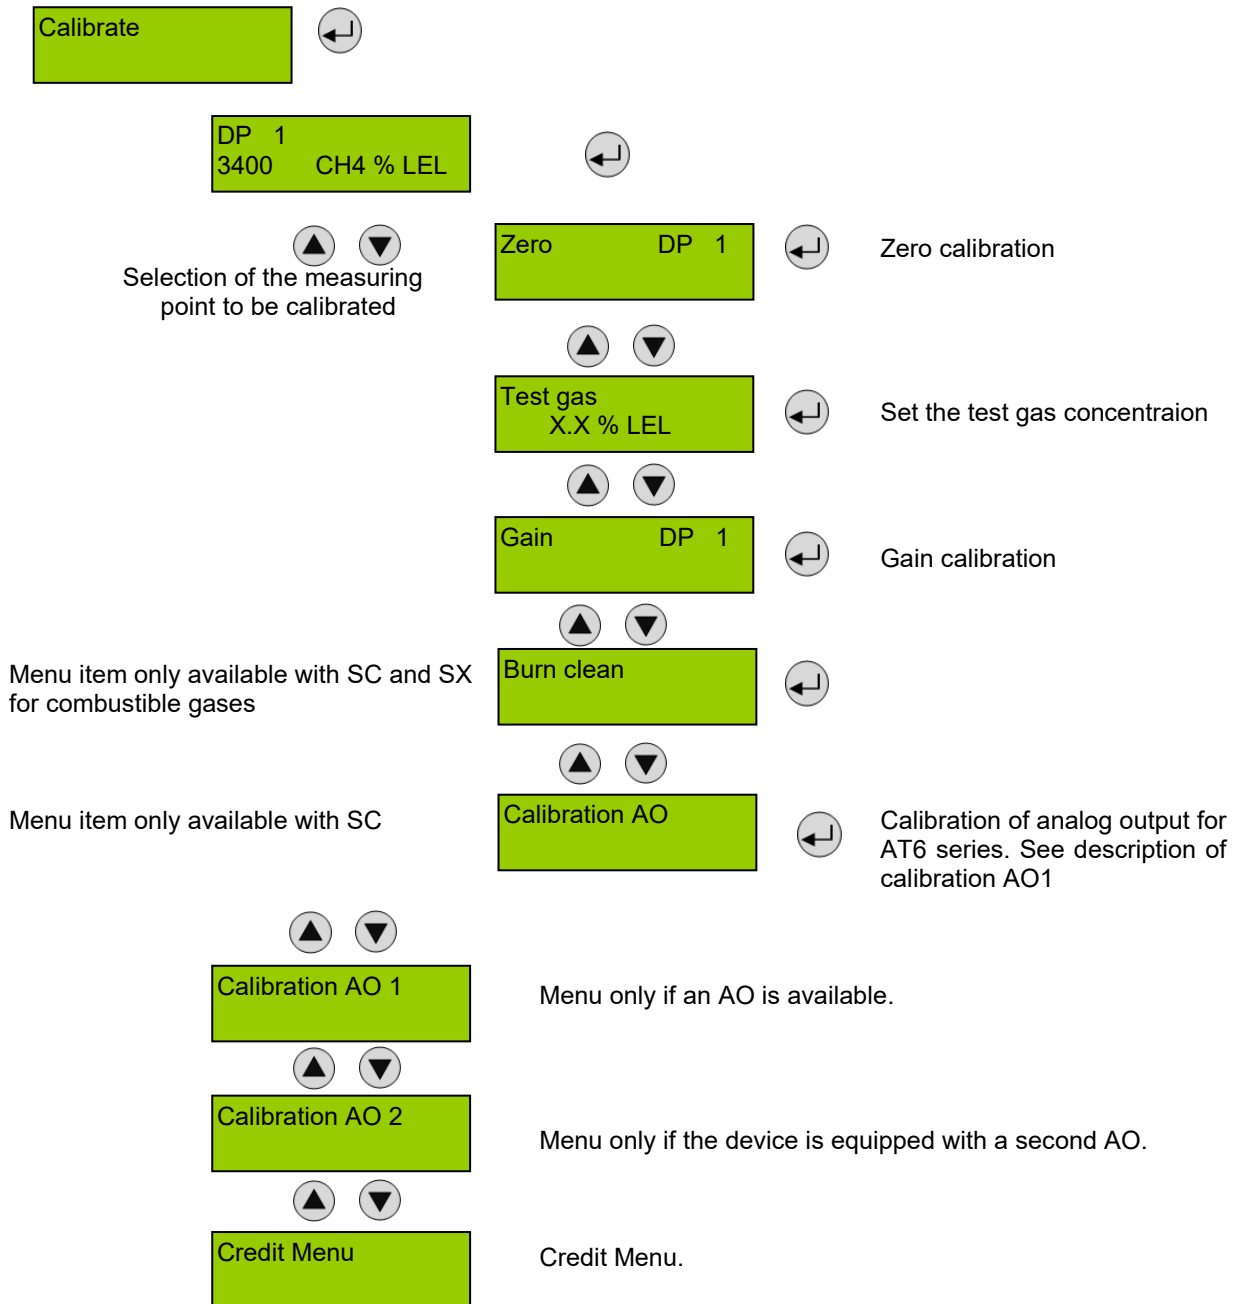 Calibrate
DP 1
3400 CH4 % LEL
Selection of the measuring
point to be calibrated
Zero DP 1
Zero calibration
Test gas
X.X % LEL
Set the test gas concentraion
Gain DP 1
Gain calibration
Menu item only available with SC and SX
for combustible gases
Burn clean
Menu item only available with SC
Calibration AO
Calibration of analog output for
AT6 series. See description of
calibration AO1
Calibration AO 1
Menu only if an AO is available.
Calibration AO 2
Menu only if the device is equipped with a second AO.
Credit Menu
Credit Menu.